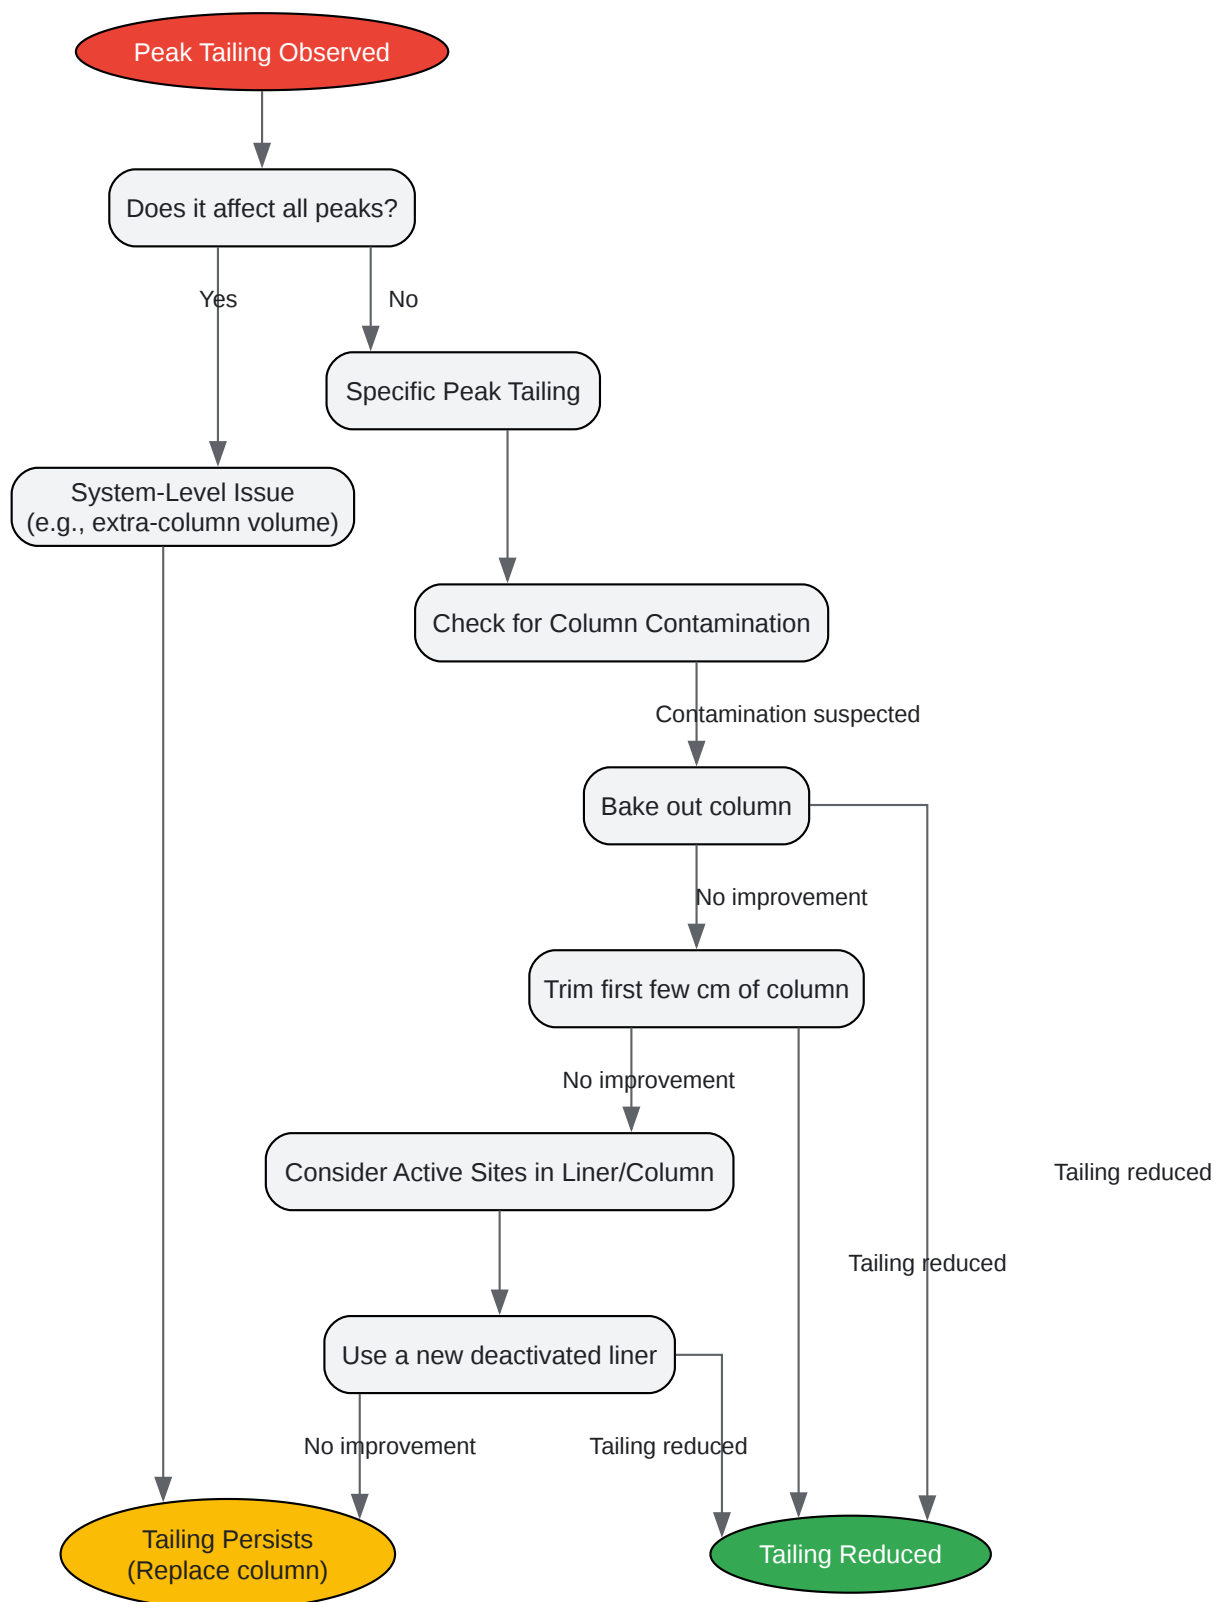 Peak Tailing Observed
Does it affect all peaks?
Yes
No
Specific Peak Tailing
System-Level Issue
(e.g., extra-column volume)
Check for Column Contamination
Contamination suspected
Bake out column
No improvement
Trim first few cm of column
No improvement
Consider Active Sites in Liner/Column
Tailing reduced
Tailing reduced
Use a new deactivated liner
No improvement
Tailing reduced
Tailing Persists
(Replace column)
Tailing Reduced